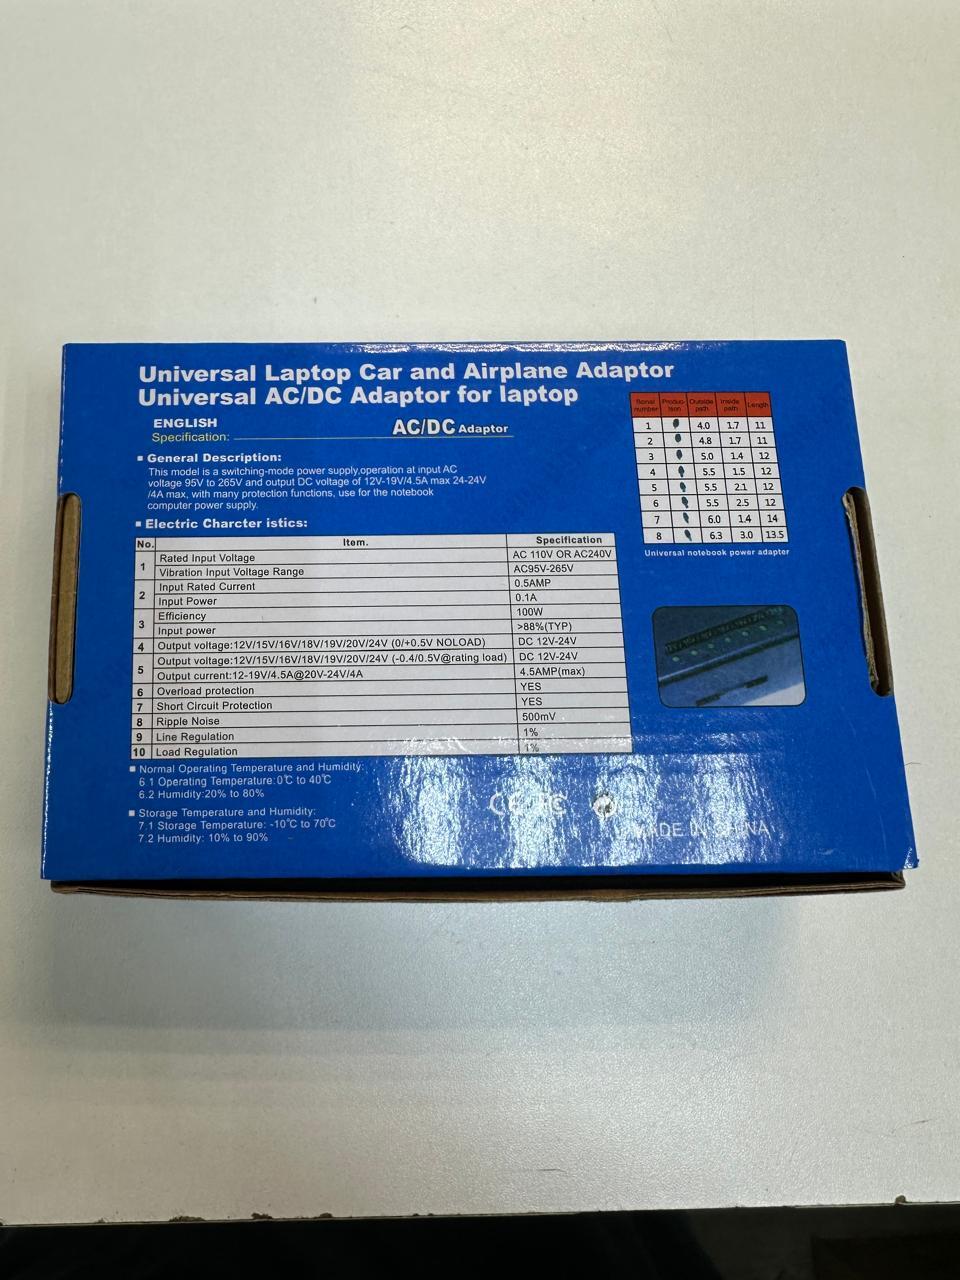 Universal Laptop Car and Airplane Adaptor
Universal AC/DC Adaptor for laptop
ENGLISH
Specification:
AC/DC Adaptor
General Description:
This model is a switching-mode power supply,operation at input AC
voltage 95V to 265V and output DC voltage of 12V-19V/4.5A max 24-24V
/4A max, with many protection functions, use for the notebook
computer power supply.
Electric Charcter istics:
No. Item. Specification
1 Rated Input Voltage AC 110V OR AC240V
Vibration Input Voltage Range AC95V-265V
2 Input Rated Current 0.5AMP
Input Power 0.1A
3 Efficiency 100W
Input power >88%(TYP)
4 Output voltage:12V/15V/16V/18V/19V/20V/24V (0/+0.5V NOLOAD) DC 12V-24V
5 Output voltage:12V/15V/16V/18V/19V/20V/24V (-0.4/0.5V@rating load) DC 12V-24V
Output current:12-19V/4.5A@20V-24V/4A 4.5AMP(max)
6 Overload protection YES
7 Short Circuit Protection YES
8 Ripple Noise 500mV
9 Line Regulation 1%
10 Load Regulation 1%
Normal Operating Temperature and Humidity:
6.1 Operating Temperature:0℃ to 40℃
6.2 Humidity:20% to 80%
Storage Temperature and Humidity:
7.1 Storage Temperature: -10℃ to 70℃
7.2 Humidity: 10% to 90%
number Outside path Inside path Length
1 4.0 1.7 11
2 4.8 1.7 11
3 5.0 1.4 12
4 5.5 1.5 12
5 5.5 2.1 12
6 5.5 2.5 12
7 6.0 1.4 14
8 6.3 3.0 13.5
Universal notebook power adapter
CE FC
MADE IN CHINA